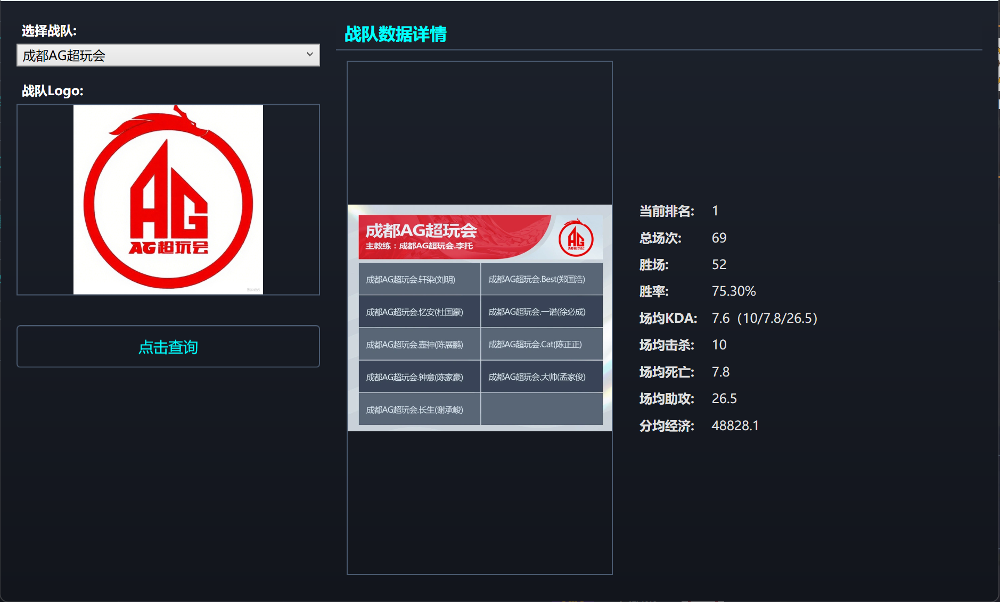 选择战队:
成都AG超玩会
战队Logo:
AG
AG超玩会
点击查询
战队数据详情
成都AG超玩会
主教练：成都AG超玩会.李托
AG
AG超玩会
成都AG超玩会.轩染(刘明)
成都AG超玩会.Best(郑国浩)
成都AG超玩会.忆安(杜国豪)
成都AG超玩会.一诺(徐必成)
成都AG超玩会.壶神(陈展鹏)
成都AG超玩会.Cat(陈正正)
成都AG超玩会.钟意(陈家豪)
成都AG超玩会.大帅(孟家俊)
成都AG超玩会.长生(谢承峻)
当前排名: 1
总场次: 69
胜场: 52
胜率: 75.30%
场均KDA: 7.6（10/7.8/26.5）
场均击杀: 10
场均死亡: 7.8
场均助攻: 26.5
分均经济: 48828.1